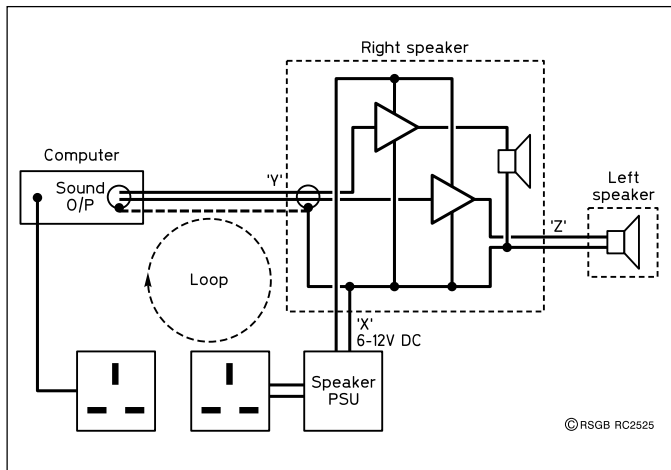 Right speaker
Computer
Sound
O/P
'Y'
Left
speaker
'Z'
Loop
'X'
6-12V DC
Speaker
PSU
©RSGB RC2525